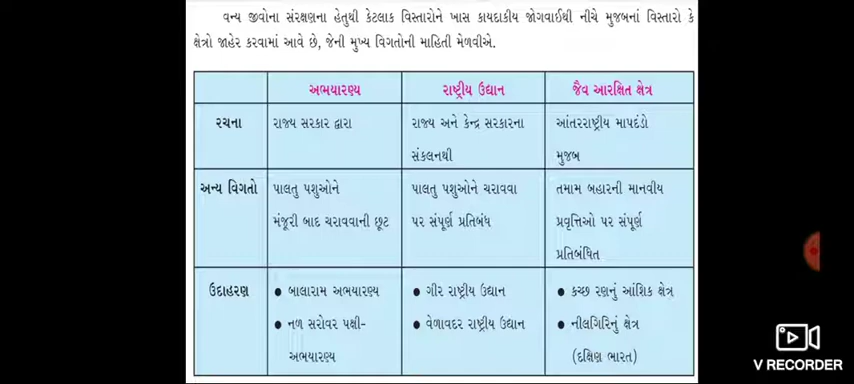 વન્ય જીવોના સંરક્ષણના હેતુથી કેટલાક વિસ્તારોને ખાસ કાયદાકીય જોગવાઈથી નીચે મુજબનાં વિસ્તારો કે
ક્ષેત્રો જાહેર કરવામાં આવે છે, જેની મુખ્ય વિગતોની માહિતી મેળવીએ.
અભયારણ્ય રાષ્ટ્રીય ઉદ્યાન જૈવ આરક્ષિત ક્ષેત્ર
રચના રાજ્ય સરકાર દ્વારા રાજ્ય અને કેન્દ્ર સરકારના આંતરરાષ્ટ્રીય માપદંડો
સંકલનથી મુજબ
અન્ય વિગતો પાલતુ પશુઓને પાલતુ પશુઓને ચરાવવા તમામ બહારની માનવીય
મંજૂરી બાદ ચરાવવાની છૂટ પર સંપૂર્ણ પ્રતિબંધ પ્રવૃત્તિઓ પર સંપૂર્ણ
પ્રતિબંધિત
ઉદાહરણ ● બાલારામ અભયારણ્ય ● ગીર રાષ્ટ્રીય ઉદ્યાન ● કચ્છ રણનું આંશિક ક્ષેત્ર
● નળ સરોવર પક્ષી- ● વેળાવદર રાષ્ટ્રીય ઉદ્યાન ● નીલગિરિનું ક્ષેત્ર
અભયારણ્ય (દક્ષિણ ભારત)
V RECORDER